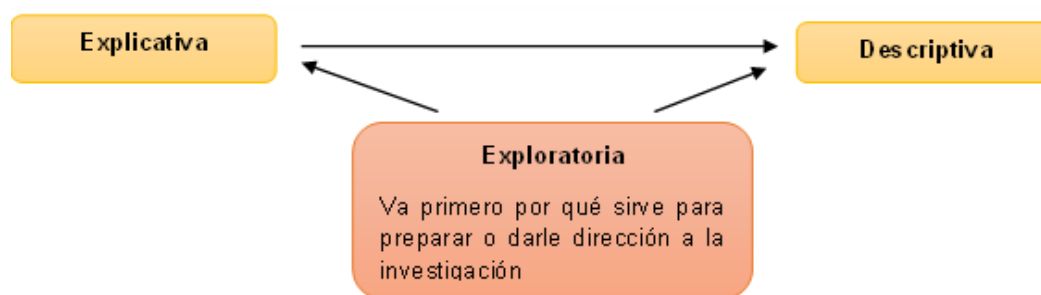 Explicativa
Descriptiva
Exploratoria
Va primero por qué sirve para
preparar o darle dirección a la
investigación